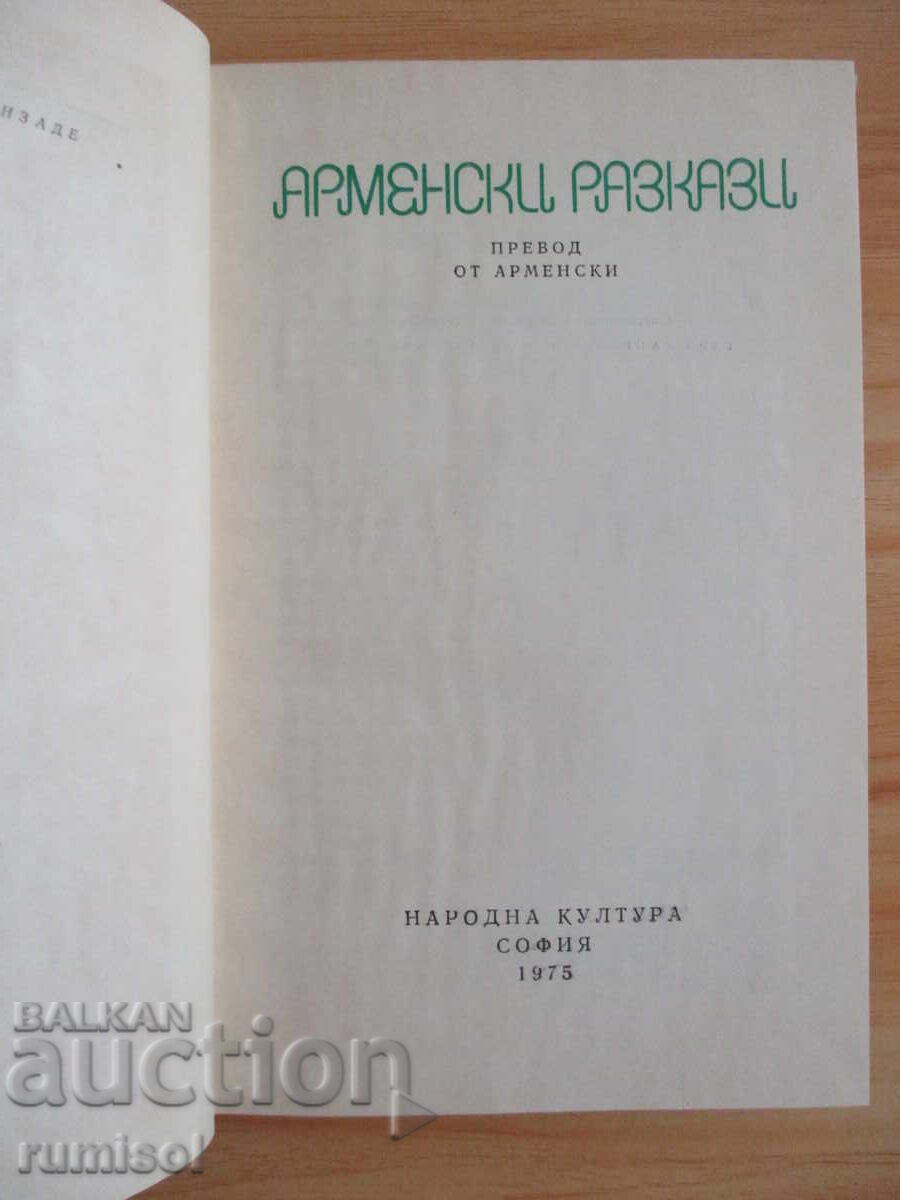 НЗАДЕ
АРМЕНСКИ РАЗКАЗИ
ПРЕВОД
ОТ АРМЕНСКИ
НАРОДНА КУЛТУРА
СОФИЯ
1975
BALKAN
auction
rumisol